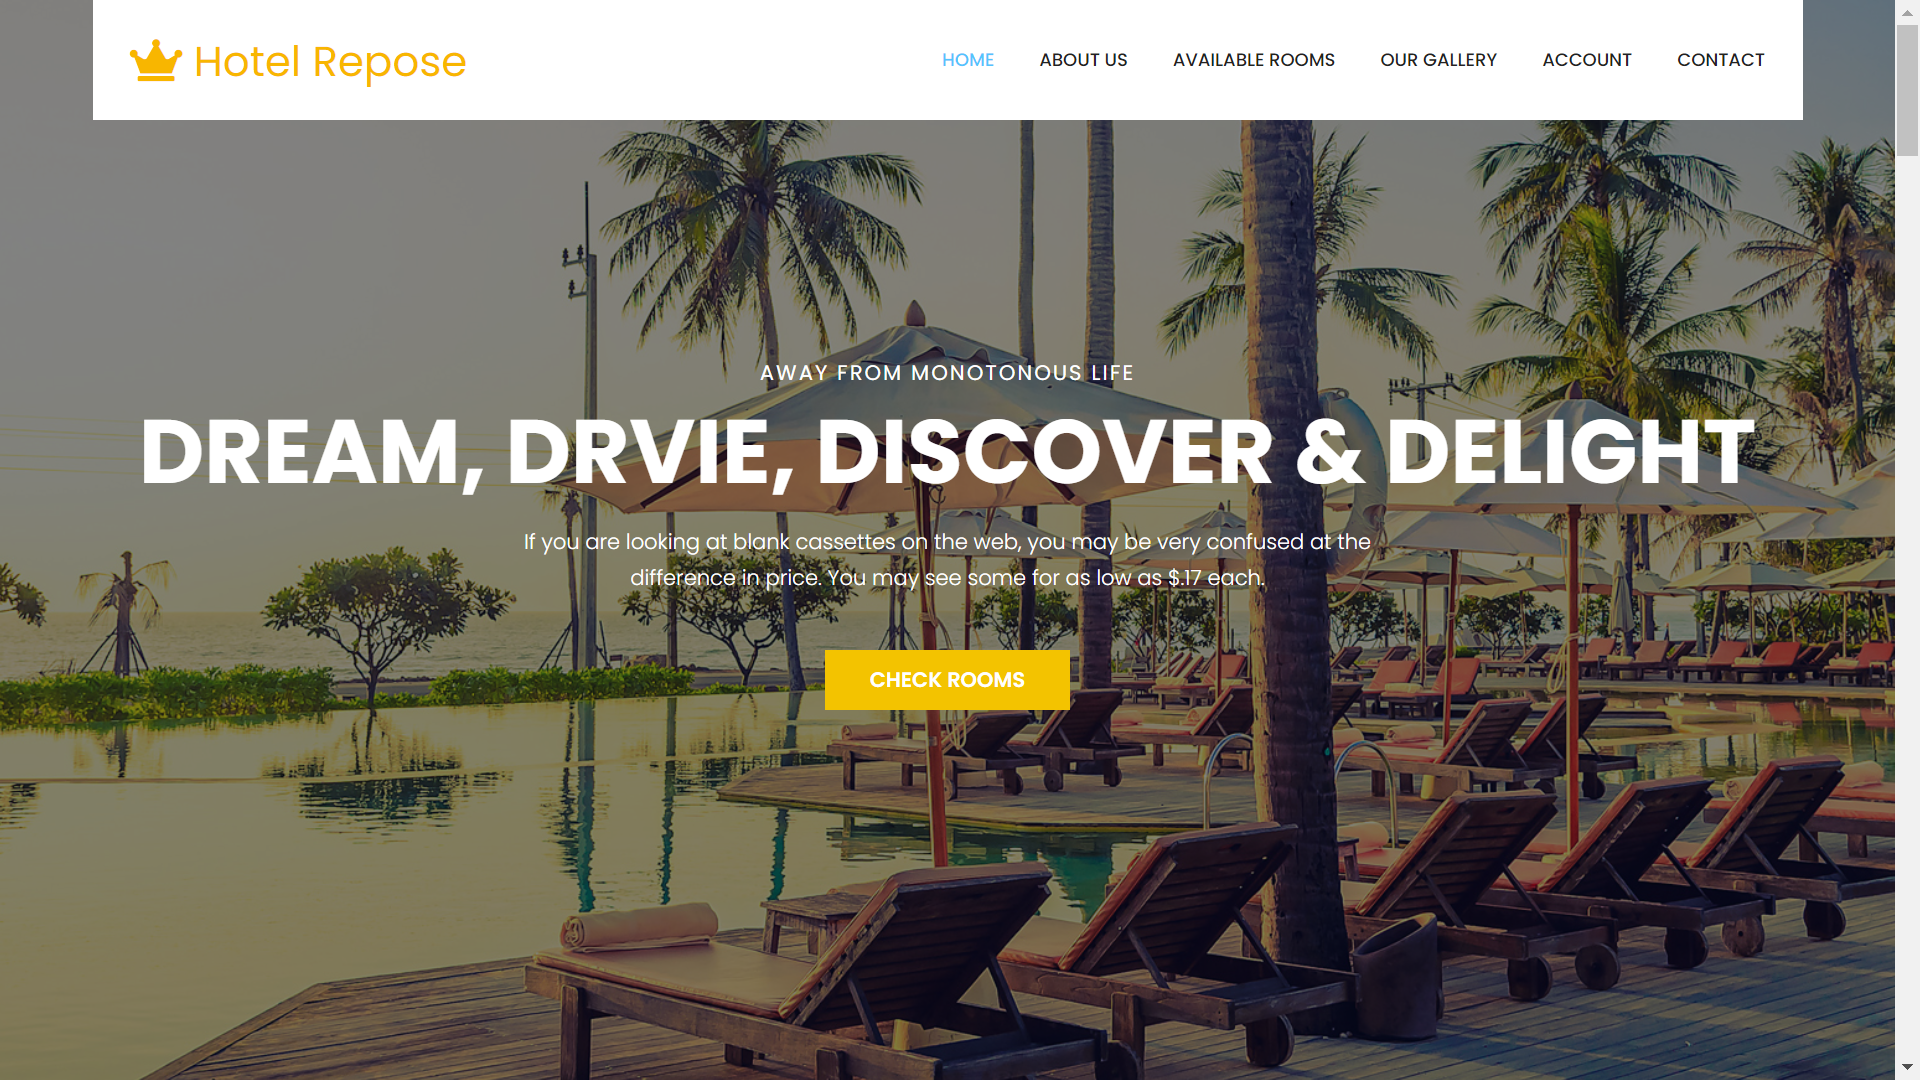 Hotel Repose
HOME ABOUT US AVAILABLE ROOMS OUR GALLERY ACCOUNT CONTACT
AWAY FROM MONOTONOUS LIFE
DREAM, DRVIE, DISCOVER & DELIGHT
If you are looking at blank cassettes on the web, you may be very confused at the
difference in price. You may see some for as low as $.17 each.
CHECK ROOMS